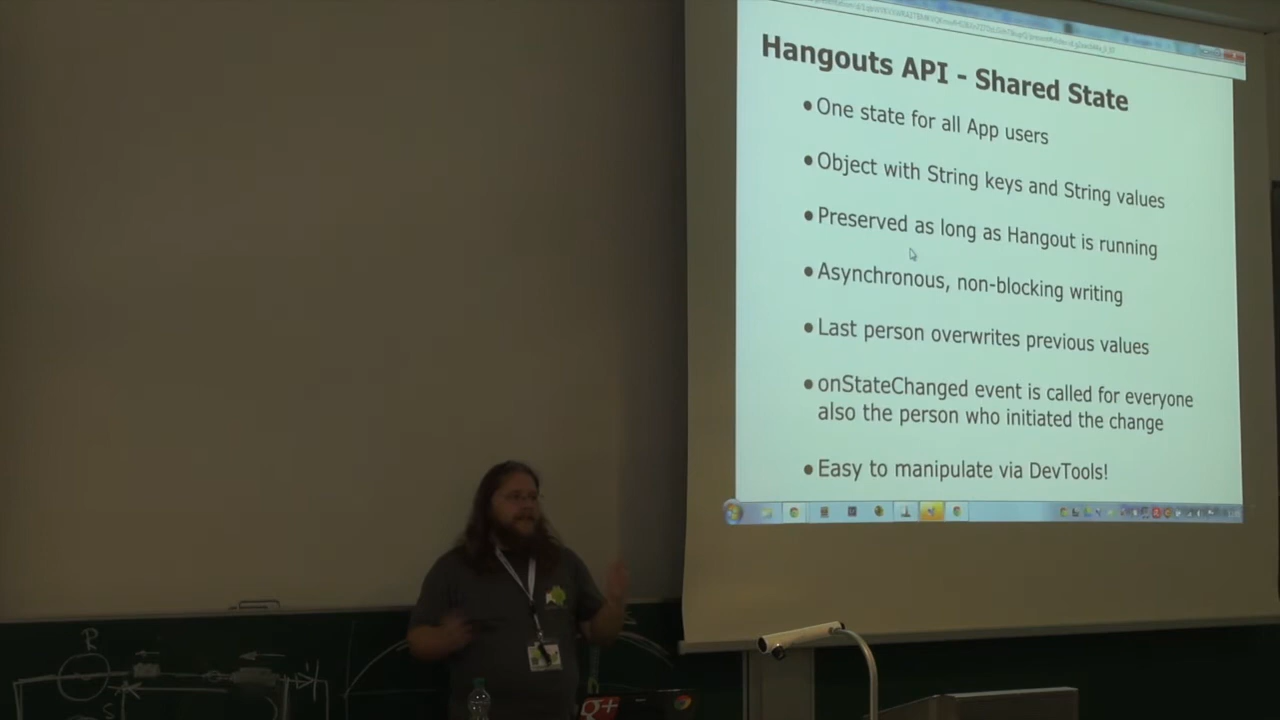 Hangouts API - Shared State
• One state for all App users
• Object with String keys and String values
• Preserved as long as Hangout is running
• Asynchronous, non-blocking writing
• Last person overwrites previous values
• onStateChanged event is called for everyone
also the person who initiated the change
• Easy to manipulate via DevTools!
R
S
g+